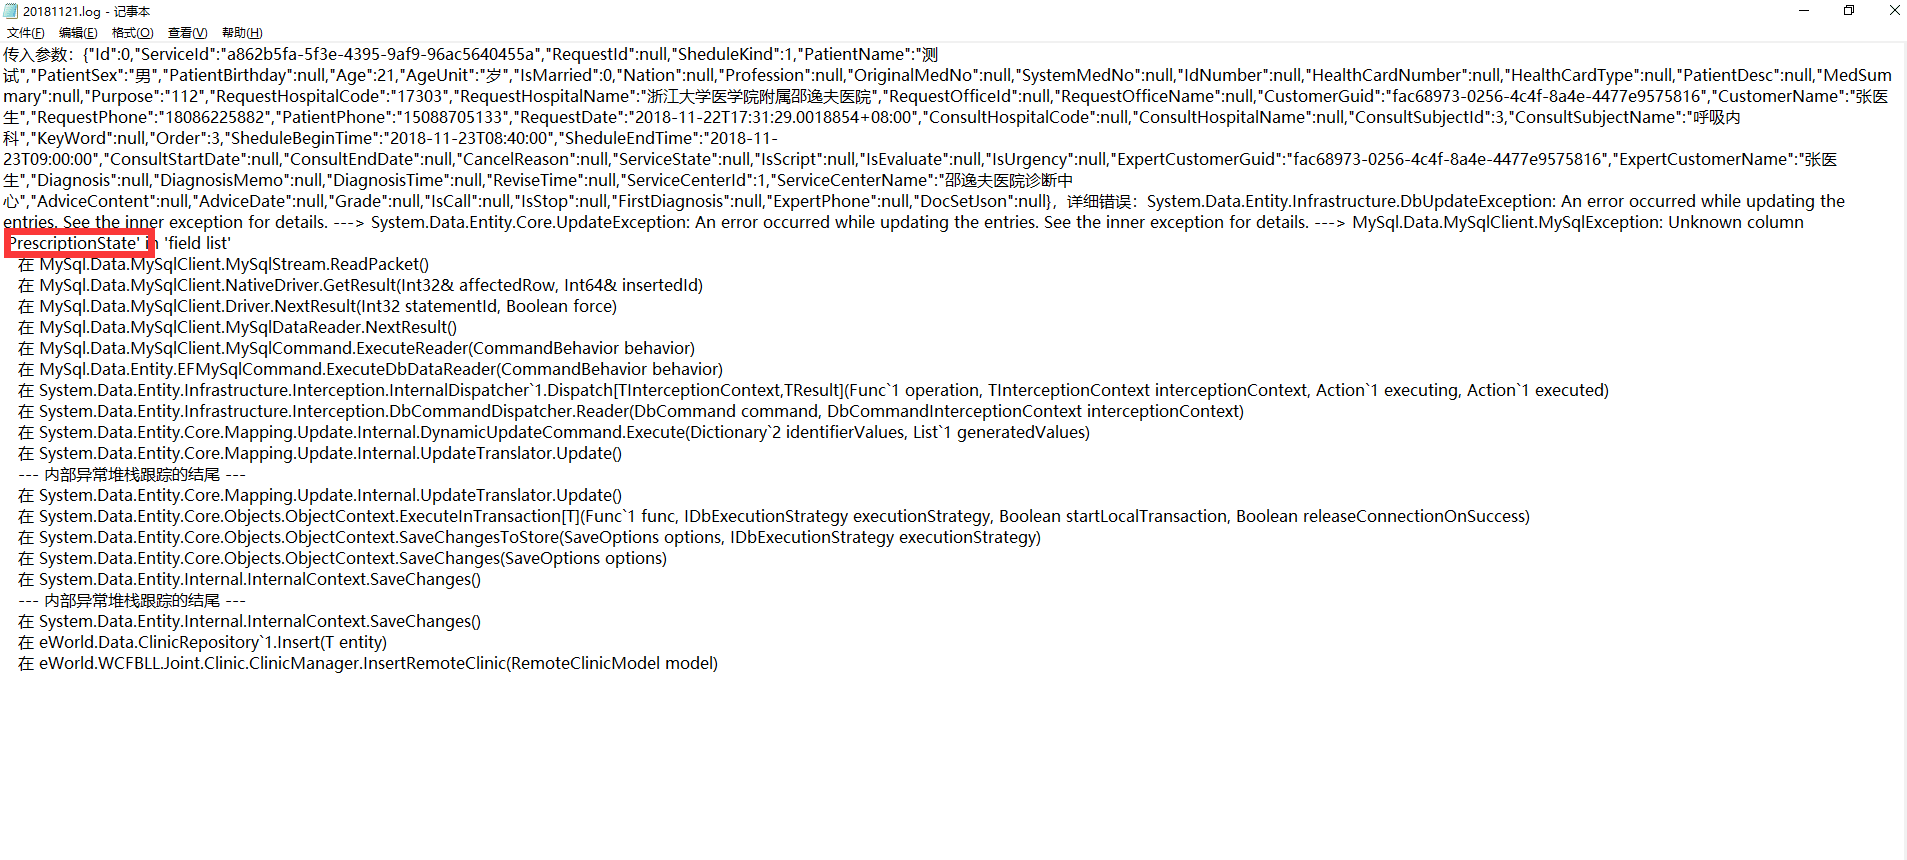 20181121.log - 记事本
文件(F) 编辑(E) 格式(O) 查看(V) 帮助(H)
传入参数：{"Id":0,"ServiceId":"a862b5fa-5f3e-4395-9af9-96ac5640455a","RequestId":null,"SheduleKind":1,"PatientName":"测
试","PatientSex":"男","PatientBirthday":null,"Age":21,"AgeUnit":"岁","IsMarried":0,"Nation":null,"Profession":null,"OriginalMedNo":null,"SystemMedNo":null,"IdNumber":null,"HealthCardNumber":null,"HealthCardType":null,"PatientDesc":null,"MedSum
mary":null,"Purpose":"112","RequestHospitalCode":"17303","RequestHospitalName":"浙江大学医学院附属邵逸夫医院","RequestOfficeId":null,"RequestOfficeName":null,"CustomerGuid":"fac68973-0256-4c4f-8a4e-4477e9575816","CustomerName":"张医
生","RequestPhone":"18086225882","PatientPhone":"15088705133","RequestDate":"2018-11-22T17:31:29.0018854+08:00","ConsultHospitalCode":null,"ConsultHospitalName":null,"ConsultSubjectId":3,"ConsultSubjectName":"呼吸内
科","KeyWord":null,"Order":3,"SheduleBeginTime":"2018-11-23T08:40:00","SheduleEndTime":"2018-11-
23T09:00:00","ConsultStartDate":null,"ConsultEndDate":null,"CancelReason":null,"ServiceState":null,"IsScript":null,"IsEvaluate":null,"IsUrgency":null,"ExpertCustomerGuid":"fac68973-0256-4c4f-8a4e-4477e9575816","ExpertCustomerName":"张医
生","Diagnosis":null,"DiagnosisMemo":null,"DiagnosisTime":null,"ReviseTime":null,"ServiceCenterId":1,"ServiceCenterName":"邵逸夫医院诊断中
心","AdviceContent":null,"AdviceDate":null,"Grade":null,"IsCall":null,"IsStop":null,"FirstDiagnosis":null,"ExpertPhone":null,"DocSetJson":null}，详细错误：System.Data.Entity.Infrastructure.DbUpdateException: An error occurred while updating the
entries. See the inner exception for details. ---> System.Data.Entity.Core.UpdateException: An error occurred while updating the entries. See the inner exception for details. ---> MySql.Data.MySqlClient.MySqlException: Unknown column
PrescriptionState' in 'field list'
在 MySql.Data.MySqlClient.MySqlStream.ReadPacket()
在 MySql.Data.MySqlClient.NativeDriver.GetResult(Int32& affectedRow, Int64& insertedId)
在 MySql.Data.MySqlClient.Driver.NextResult(Int32 statementId, Boolean force)
在 MySql.Data.MySqlClient.MySqlDataReader.NextResult()
在 MySql.Data.MySqlClient.MySqlCommand.ExecuteReader(CommandBehavior behavior)
在 MySql.Data.Entity.EFMySqlCommand.ExecuteDbDataReader(CommandBehavior behavior)
在 System.Data.Entity.Infrastructure.Interception.InternalDispatcher`1.Dispatch[TInterceptionContext,TResult](Func`1 operation, TInterceptionContext interceptionContext, Action`1 executing, Action`1 executed)
在 System.Data.Entity.Infrastructure.Interception.DbCommandDispatcher.Reader(DbCommand command, DbCommandInterceptionContext interceptionContext)
在 System.Data.Entity.Core.Mapping.Update.Internal.DynamicUpdateCommand.Execute(Dictionary`2 identifierValues, List`1 generatedValues)
在 System.Data.Entity.Core.Mapping.Update.Internal.UpdateTranslator.Update()
--- 内部异常堆栈跟踪的结尾 ---
在 System.Data.Entity.Core.Mapping.Update.Internal.UpdateTranslator.Update()
在 System.Data.Entity.Core.Objects.ObjectContext.ExecuteInTransaction[T](Func`1 func, IDbExecutionStrategy executionStrategy, Boolean startLocalTransaction, Boolean releaseConnectionOnSuccess)
在 System.Data.Entity.Core.Objects.ObjectContext.SaveChangesToStore(SaveOptions options, IDbExecutionStrategy executionStrategy)
在 System.Data.Entity.Core.Objects.ObjectContext.SaveChanges(SaveOptions options)
在 System.Data.Entity.Internal.InternalContext.SaveChanges()
--- 内部异常堆栈跟踪的结尾 ---
在 System.Data.Entity.Internal.InternalContext.SaveChanges()
在 eWorld.Data.ClinicRepository`1.Insert(T entity)
在 eWorld.WCFBLL.Joint.Clinic.ClinicManager.InsertRemoteClinic(RemoteClinicModel model)